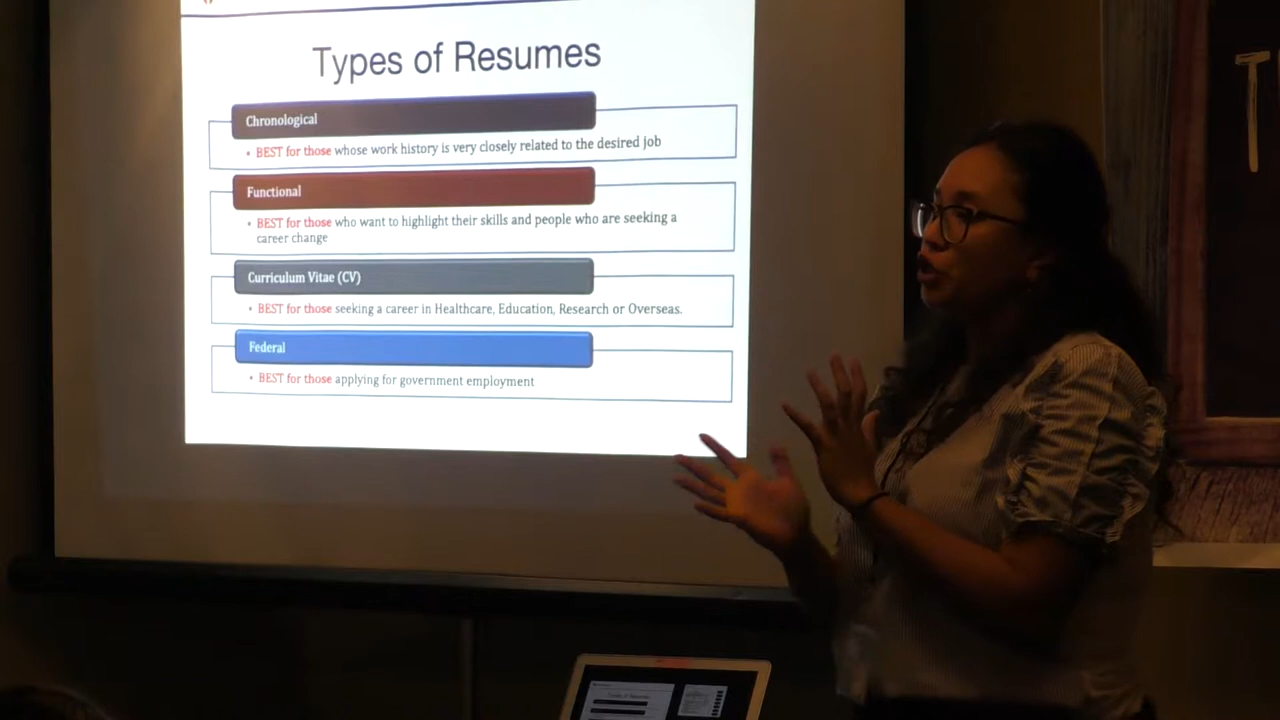 Types of Resumes
Chronological
• BEST for those whose work history is very closely related to the desired job
Functional
• BEST for those who want to highlight their skills and people who are seeking a
career change
Curriculum Vitae (CV)
• BEST for those seeking a career in Healthcare, Education, Research or Overseas.
Federal
• BEST for those applying for government employment
T
Types of Resumes